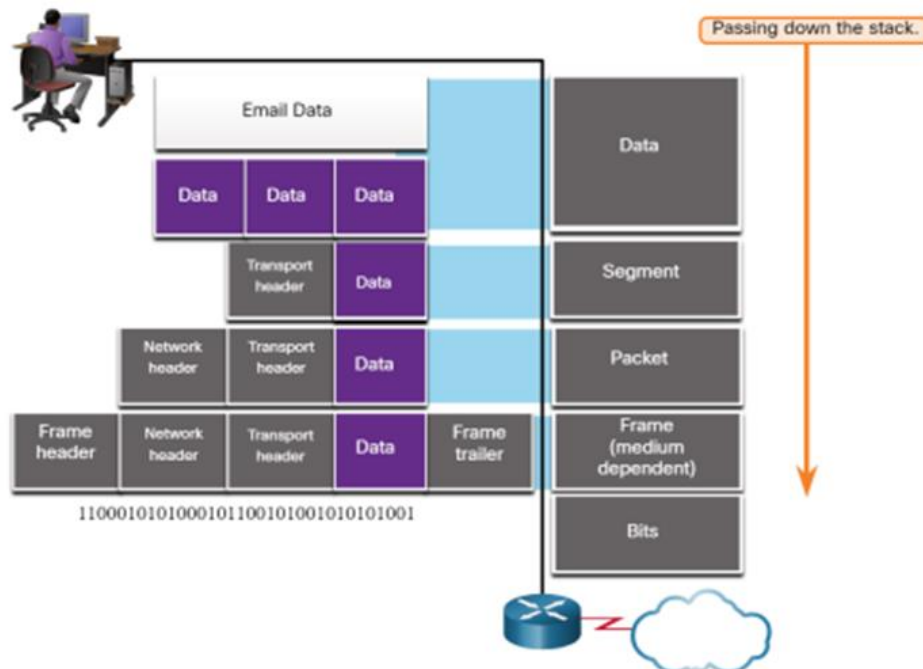 Passing down the stack.
Email Data
Data
Data
Data
Data
Transport
header
Data
Segment
Network
header
Transport
header
Data
Packet
Frame
header
Network
header
Transport
header
Data
Frame
trailer
Frame
(medium
dependent)
1100010101000101100101001010101001
Bits